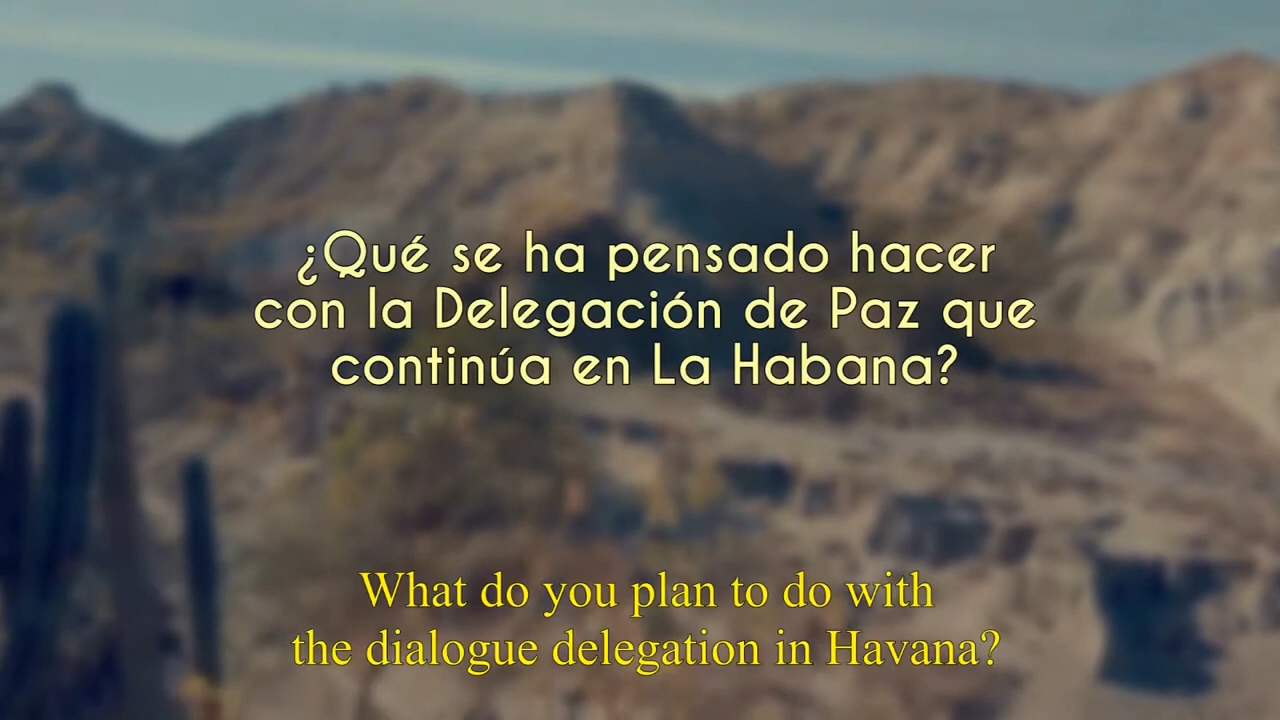 ¿Qué se ha pensado hacer
con la Delegación de Paz que
continúa en La Habana?
What do you plan to do with
the dialogue delegation in Havana?